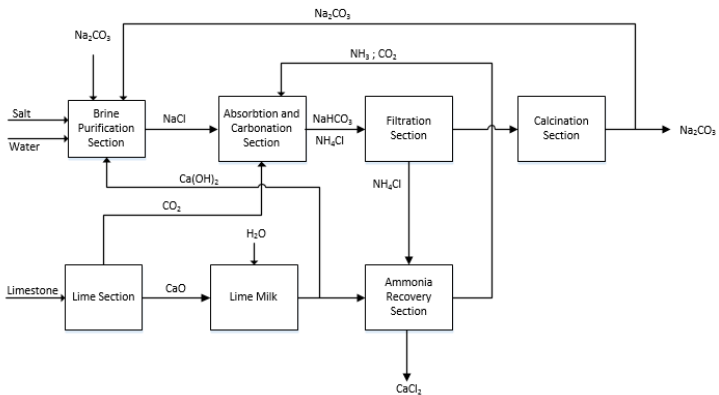 Na₂CO₃
Na₂CO₃
NH₃ ; CO₂
Salt
Water
Brine
Purification
Section
NaCl
Absorbtion and
Carbonation
Section
NaHCO₃
NH₄Cl
Filtration
Section
Calcination
Section
Na₂CO₃
Ca(OH)₂
NH₄Cl
CO₂
H₂O
Limestone
Lime Section
CaO
Lime Milk
Ammonia
Recovery
Section
CaCl₂